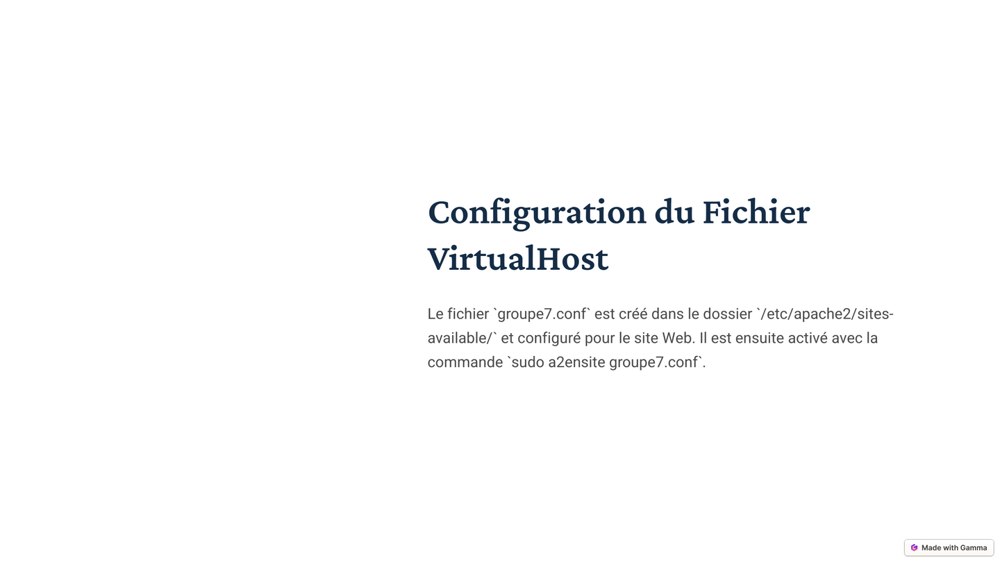 Configuration du Fichier
VirtualHost
Le fichier `groupe7.conf` est créé dans le dossier `/etc/apache2/sites-
available/` et configuré pour le site Web. Il est ensuite activé avec la
commande `sudo a2ensite groupe7.conf`.
Made with Gamma